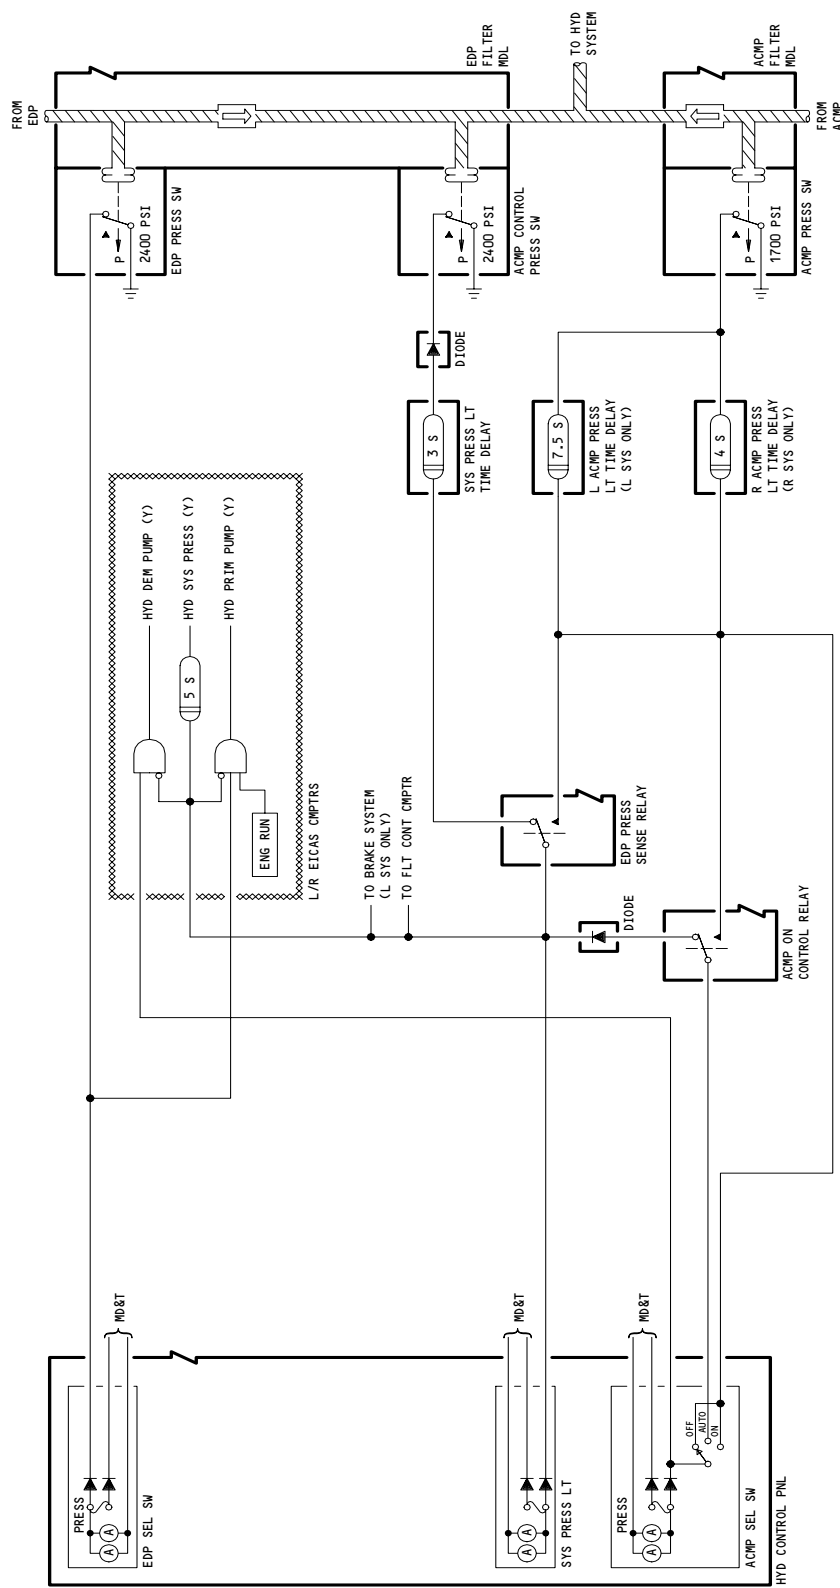 FROM
EDP
EDP
FILTER
MDL
TO HYD
SYSTEM
ACMP
FILTER
MDL
FROM
ACMP
P
2400 PSI
EDP PRESS SW
P
2400 PSI
ACMP CONTROL
PRESS SW
P
1700 PSI
ACMP PRESS SW
DIODE
3 S
SYS PRESS LT
TIME DELAY
7.5 S
L ACMP PRESS
LT TIME DELAY
(L SYS ONLY)
4 S
R ACMP PRESS
LT TIME DELAY
(R SYS ONLY)
HYD DEM PUMP (Y)
HYD SYS PRESS (Y)
HYD PRIM PUMP (Y)
5 S
ENG RUN
L/R EICAS CMPTRS
TO BRAKE SYSTEM
(L SYS ONLY)
TO FLT CONT CMPTR
EDP PRESS
SENSE RELAY
DIODE
ACMP ON
CONTROL RELAY
MD&T
MD&T
MD&T
PRESS
A
A
EDP SEL SW
A
A
SYS PRESS LT
PRESS
A
A
OFF
AUTO
ON
ACMP SEL SW
HYD CONTROL PNL